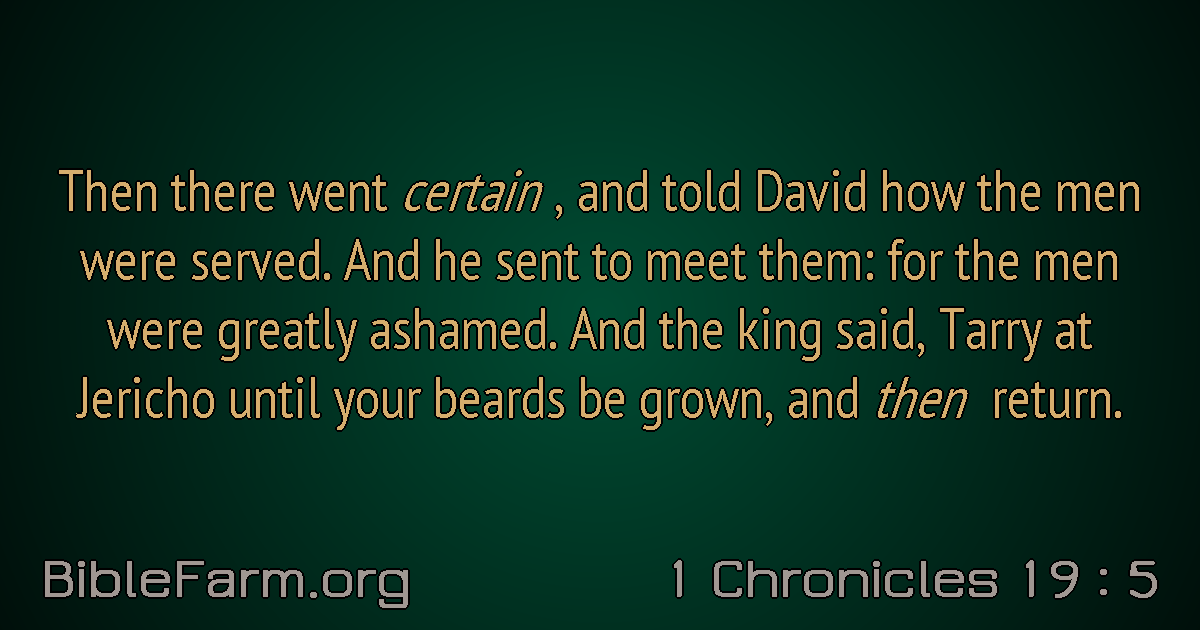 Then there went certain , and told David how the men
were served. And he sent to meet them: for the men
were greatly ashamed. And the king said, Tarry at
Jericho until your beards be grown, and then return.
BibleFarm.org
1 Chronicles 19 : 5